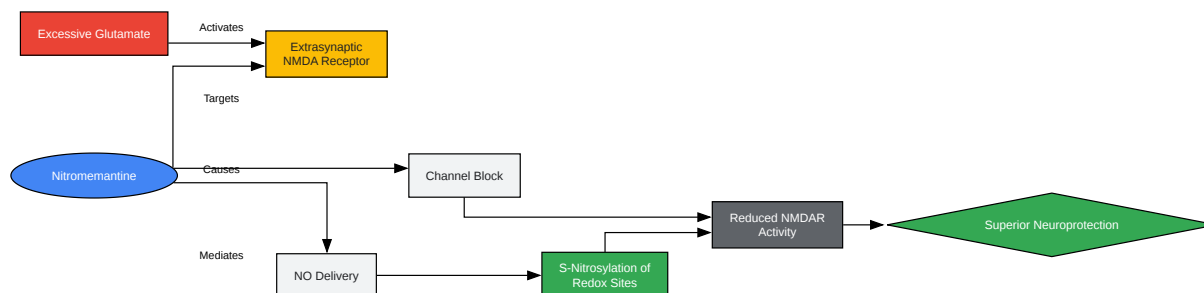 Excessive Glutamate
Activates
Extrasynaptic
NMDA Receptor
Targets
Nitromemantine
Causes
Channel Block
Mediates
NO Delivery
S-Nitrosylation of
Redox Sites
Reduced NMDAR
Activity
Superior Neuroprotection